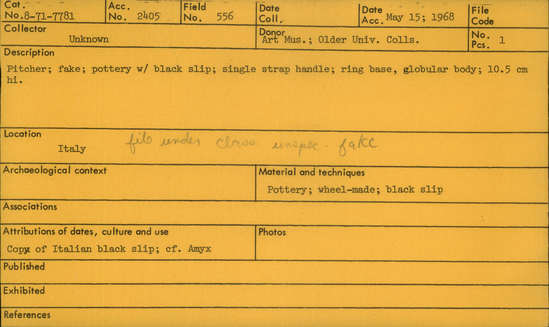 Cat. No. 8-71-7781 Acc. No. 2405 Field No. 556 Date Coll. Date Acc. May 15; 1968 File Code
Collector Unknown Donor Art Mus.; Older Univ. Colls. No. Pcs. 1
Description
Pitcher; fake; pottery w/ black slip; single strap handle; ring base, globular body; 10.5 cm
hi.
Location
Italy file under Class. unspec - fake
Archaeological context Material and techniques
Pottery; wheel-made; black slip
Associations
Attributions of dates, culture and use Photos
Copy of Italian black slip; cf. Amyx
Published
Exhibited
References